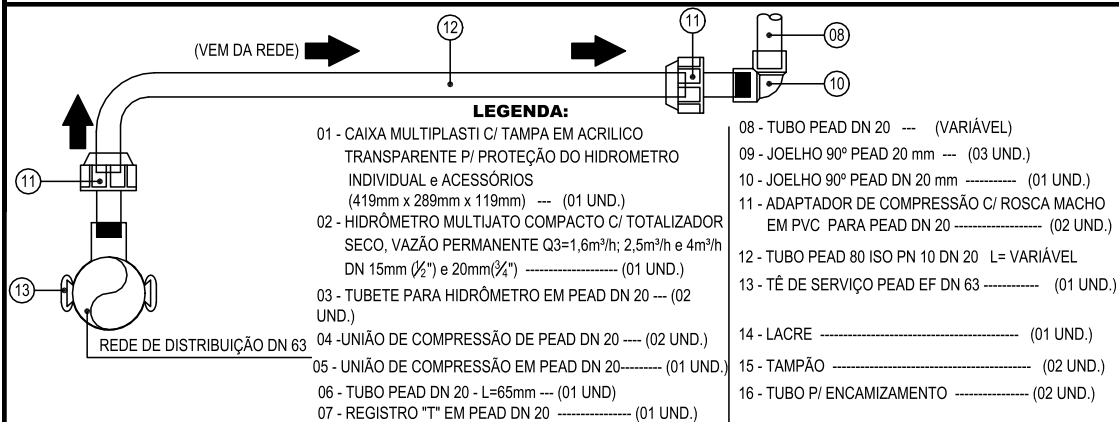 12
11
08
(VEM DA REDE)
10
LEGENDA:
11
13
REDE DE DISTRIBUIÇÃO DN 63
01 - CAIXA MULTIPLASTI C/ TAMPA EM ACRILICO
TRANSPARENTE P/ PROTEÇÃO DO HIDROMETRO
INDIVIDUAL e ACESSÓRIOS
(419mm x 289mm x 119mm) --- (01 UND.)
02 - HIDRÔMETRO MULTIJATO COMPACTO C/ TOTALIZADOR
SECO, VAZÃO PERMANENTE Q3=1,6m³/h; 2,5m³/h e 4m³/h
DN 15mm (½") e 20mm(¾") -------------------- (01 UND.)
03 - TUBETE PARA HIDRÔMETRO EM PEAD DN 20 --- (02
UND.)
04 -UNIÃO DE COMPRESSÃO DE PEAD DN 20 ---- (02 UND.)
05 - UNIÃO DE COMPRESSÃO EM PEAD DN 20--------- (01 UND.)
06 - TUBO PEAD DN 20 - L=65mm --- (01 UND)
07 - REGISTRO "T" EM PEAD DN 20 ---------------- (01 UND.)
08 - TUBO PEAD DN 20 --- (VARIÁVEL)
09 - JOELHO 90º PEAD 20 mm --- (03 UND.)
10 - JOELHO 90º PEAD DN 20 mm ----------- (01 UND.)
11 - ADAPTADOR DE COMPRESSÃO C/ ROSCA MACHO
EM PVC PARA PEAD DN 20 ------------------- (02 UND.)
12 - TUBO PEAD 80 ISO PN 10 DN 20 L= VARIÁVEL
13 - TÊ DE SERVIÇO PEAD EF DN 63 ------------ (01 UND.)
14 - LACRE ------------------------------------------- (01 UND.)
15 - TAMPÃO ------------------------------------------- (02 UND.)
16 - TUBO P/ ENCAMIZAMENTO ---------------- (02 UND.)